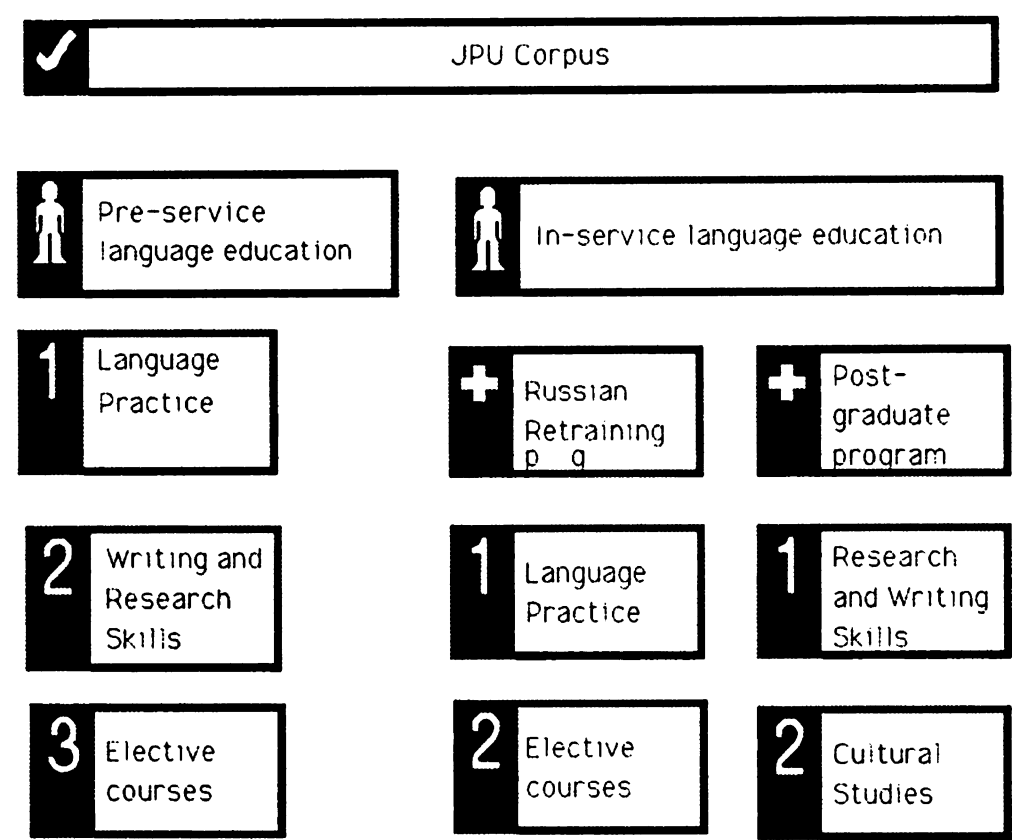 JPU Corpus
Pre-service
language education
In-service language education
1
Language
Practice
+
Russian
Retraining
+
Post-
graduate
program
2
Writing and
Research
Skills
1
Language
Practice
1
Research
and Writing
Skills
3
Elective
courses
2
Elective
courses
2
Cultural
Studies